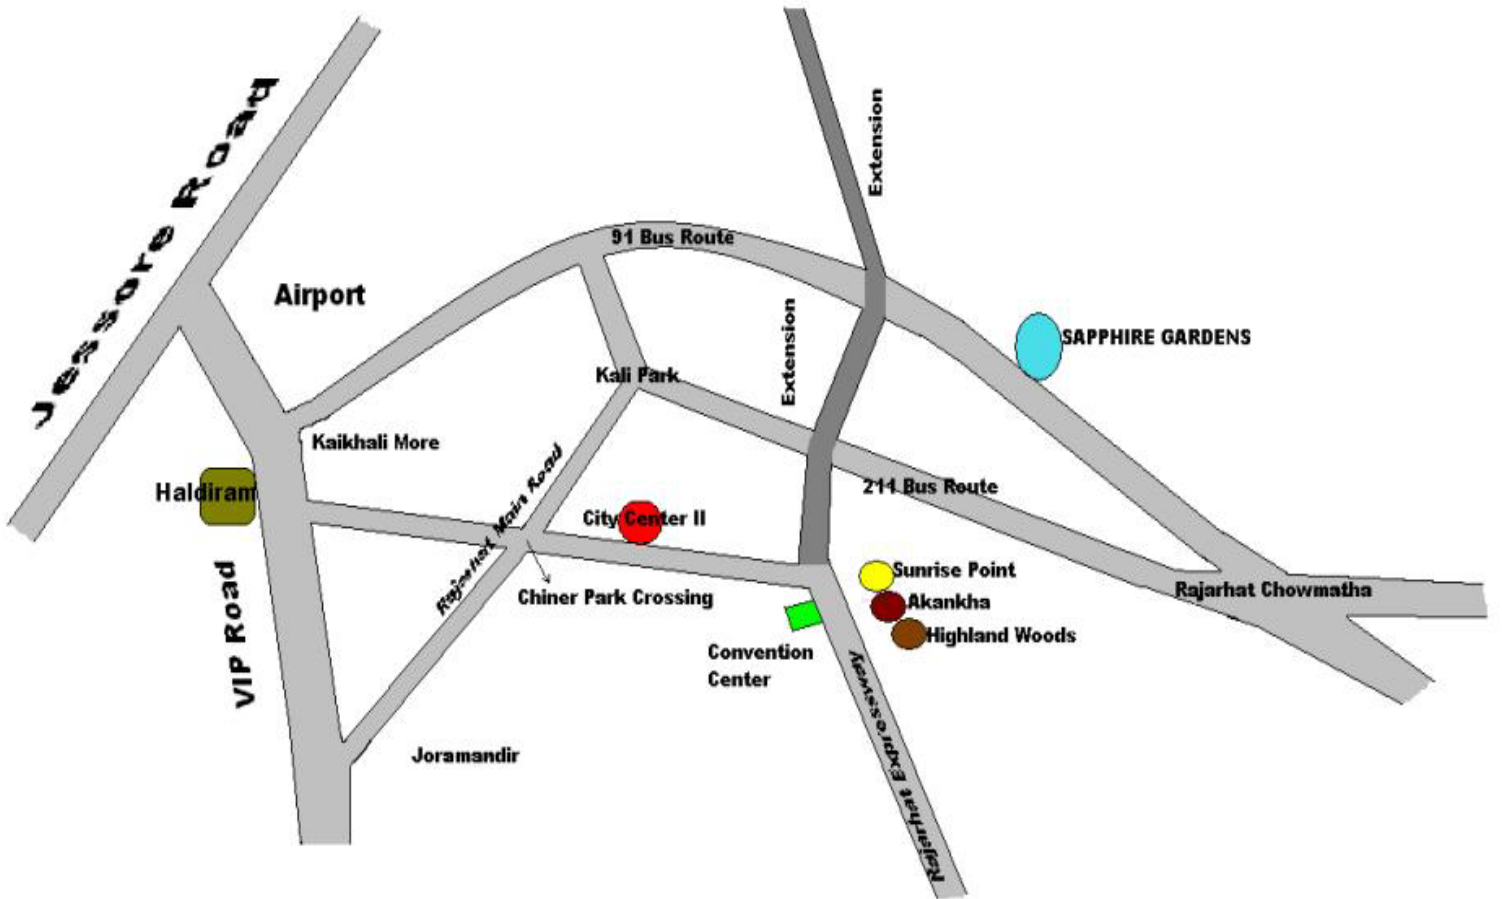 Jessore Road
Extension
91 Bus Route
Airport
Extension
SAPPHIRE GARDENS
Kali Park
Kaikhali More
Haldiram
Rajarhat Main Road
City Center II
211 Bus Route
Sunrise Point
Akankha
Highland Woods
Rajarhat Chowmatha
Chiner Park Crossing
VIP Road
Convention
Center
Rajarhat Expressway
Joramandir